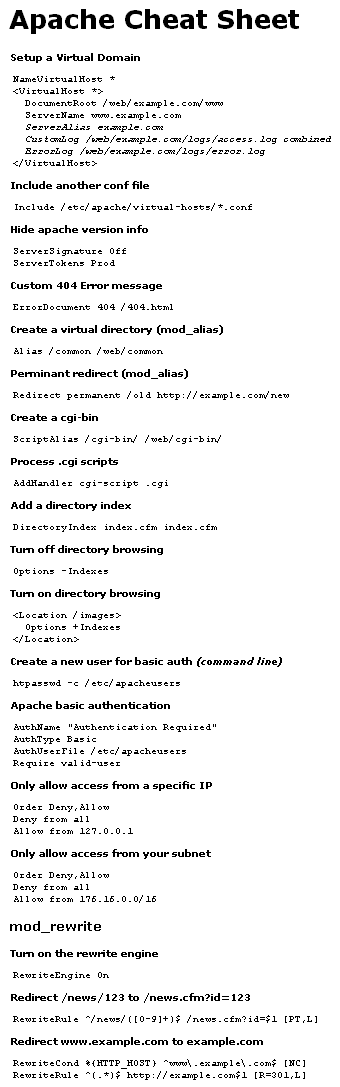 Apache Cheat Sheet
Setup a Virtual Domain
NameVirtualHost *
<VirtualHost *>
DocumentRoot /web/example.com/www
ServerName www.example.com
ServerAlias example.com
CustomLog /web/example.com/logs/access.log combined
ErrorLog /web/example.com/logs/error.log
</VirtualHost>
Include another conf file
Include /etc/apache/virtual-hosts/*.conf
Hide apache version info
ServerSignature Off
ServerTokens Prod
Custom 404 Error message
ErrorDocument 404 /404.html
Create a virtual directory (mod_alias)
Alias /common /web/common
Perminant redirect (mod_alias)
Redirect permanent /old http://example.com/new
Create a cgi-bin
ScriptAlias /cgi-bin/ /web/cgi-bin/
Process .cgi scripts
AddHandler cgi-script .cgi
Add a directory index
DirectoryIndex index.cfm index.cfm
Turn off directory browsing
Options -Indexes
Turn on directory browsing
<Location /images>
Options +Indexes
</Location>
Create a new user for basic auth (command line)
htpasswd -c /etc/apacheusers
Apache basic authentication
AuthName "Authentication Required"
AuthType Basic
AuthUserFile /etc/apacheusers
Require valid-user
Only allow access from a specific IP
Order Deny,Allow
Deny from all
Allow from 127.0.0.1
Only allow access from your subnet
Order Deny,Allow
Deny from all
Allow from 176.16.0.0/16
mod_rewrite
Turn on the rewrite engine
RewriteEngine On
Redirect /news/123 to /news.cfm?id=123
RewriteRule ^/news/([0-9]+)$ /news.cfm?id=$1 [PT,L]
Redirect www.example.com to example.com
RewriteCond %{HTTP_HOST} ^www\.example\.com$ [NC]
RewriteRule ^(.*)$ http://example.com$1 [R=301,L]